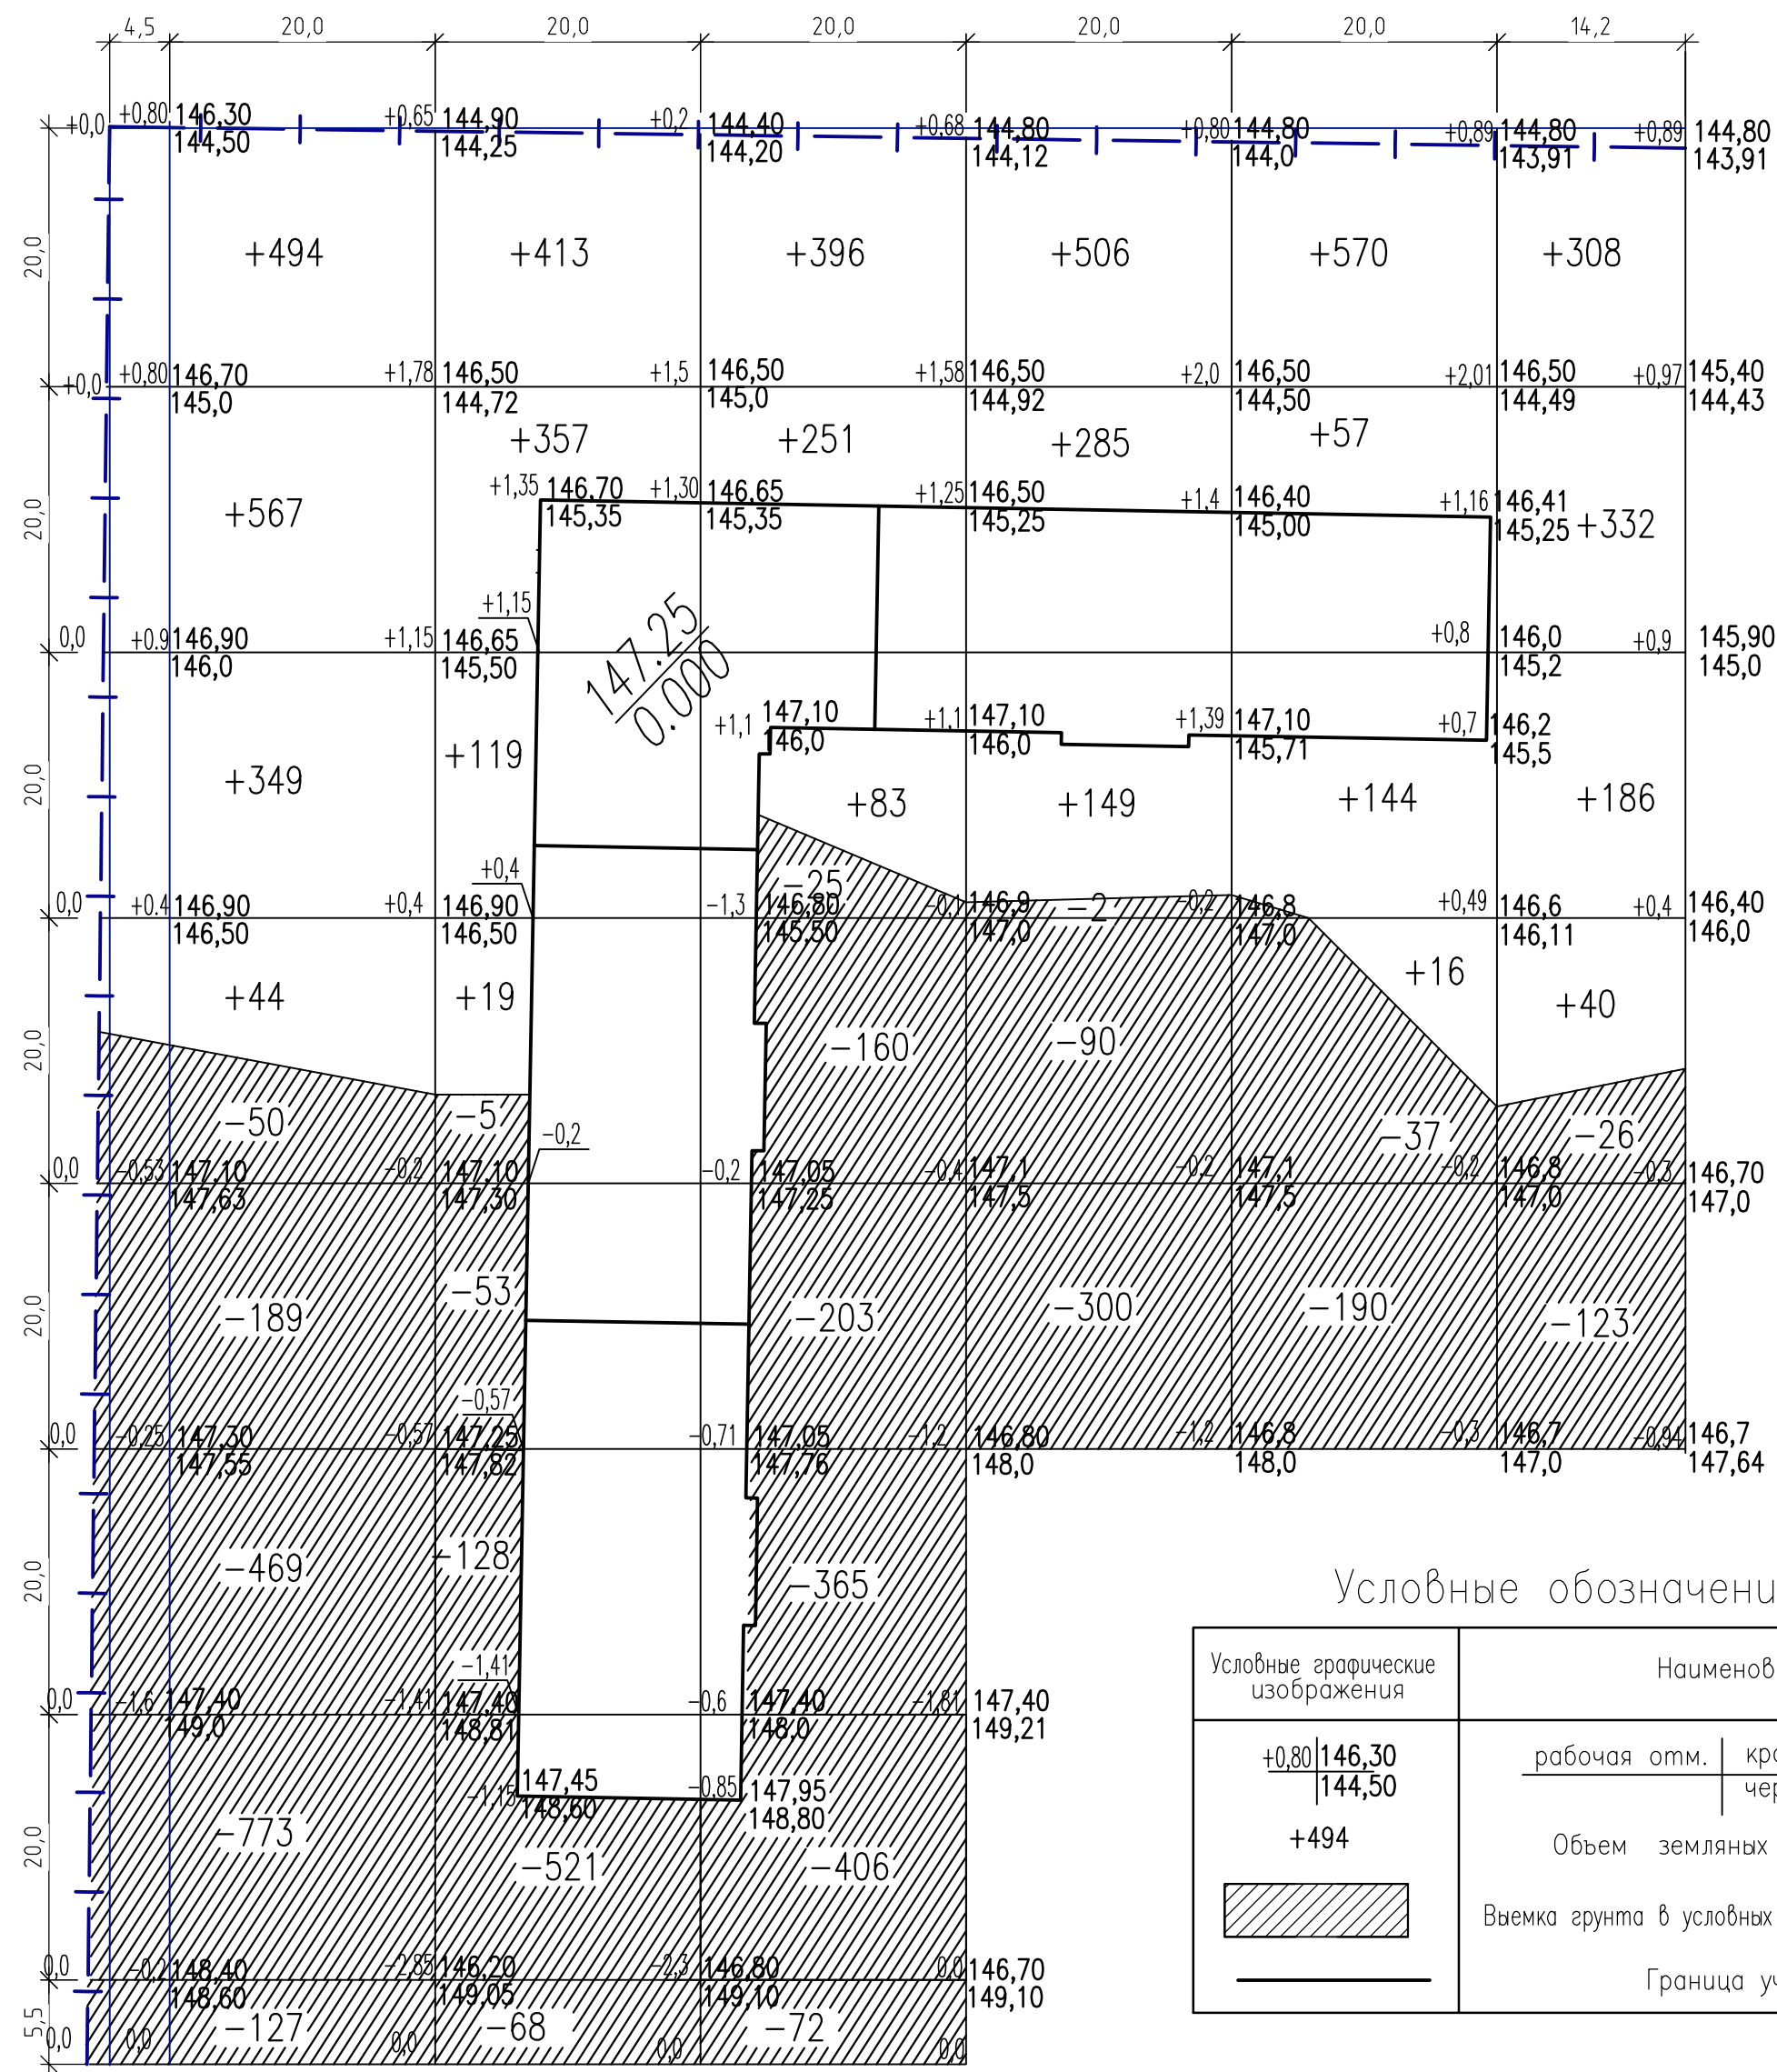 4,5 20,0 20,0 20,0 20,0 20,0 14,2
+0,0 +0,80 146,30 +0,65 144,90 +0,2 144,40 +0,68 144,80 +0,80 144,80 +0,89 144,80 +0,89 144,80
144,50 144,25 144,20 144,12 144,0 143,91 143,91
20,0 +494 +413 +396 +506 +570 +308
+0,0 +0,80 146,70 +1,78 146,50 +1,5 146,50 +1,58 146,50 +2,0 146,50 +2,01 146,50 +0,97 145,40
145,0 144,72 145,0 144,92 144,50 144,49 144,43
+357 +251 +285 +57
+1,35 146,70 +1,30 146,65 +1,25 146,50 +1,4 146,40 +1,16 146,41
20,0 +567 145,35 145,35 145,25 145,00 145,25 +332
+1,15
0,0 +0.9 146,90 +1,15 146,65 147.25 +0,8 146,0 +0,9 145,90
146,0 145,50 0.000 145,2 145,0
+1,1 147,10 +1,1 147,10 +1,39 147,10 +0,7 146,2
146,0 146,0 145,71 145,5
20,0 +349 +119 +83 +149 +144 +186
+0,4 -25
0,0 +0.4 146,90 +0,4 146,90 -1,3 146,80 -0,1 146,9 -2 -0,2 146,8 +0,49 146,6 +0,4 146,40
146,50 146,50 145,50 147,0 147,0 146,11 146,0
+44 +19 +16 +40
20,0 -160 -90
-50 -5 -0,2 -37 -26
0,0 -0,53 147,10 -0,2 147,10 -0,2 147,05 -0,4 147,1 -0,2 147,1 -0,2 146,8 -0,3 146,70
147,63 147,30 147,25 147,5 147,5 147,0 147,0
20,0 -189 -53 -203 -300 -190 -123
-0,57
0,0 -0,25 147,30 -0,57 147,25 -0,71 147,05 -1,2 146,80 -1,2 146,8 -0,3 146,7 -0,94 146,7
147,55 147,82 147,76 148,0 148,0 147,0 147,64
20,0 -469 -128 -365
Условные обозначени
Условные графические
изображения
Наименов
-1,41
0,0 -1,6 147,40 -1,41 147,40 -0,6 147,40 -1,81 147,40
149,0 148,81 148,0 149,21
+0,80 146,30 рабочая отм. кра
144,50 чер
-1,15 147,45 -0,85 147,95
148,60 148,80
20,0 -773 -521 -406
+494 Объем земляных
Выемка грунта в условных
Граница уч
0,0 -0,2 148,40 -2,85 146,20 -2,3 146,80 0,0 146,70
148,60 149,05 149,10 149,10
5,5 -127 -68 -72
0,0 0,0 0,0 0,0 0,0